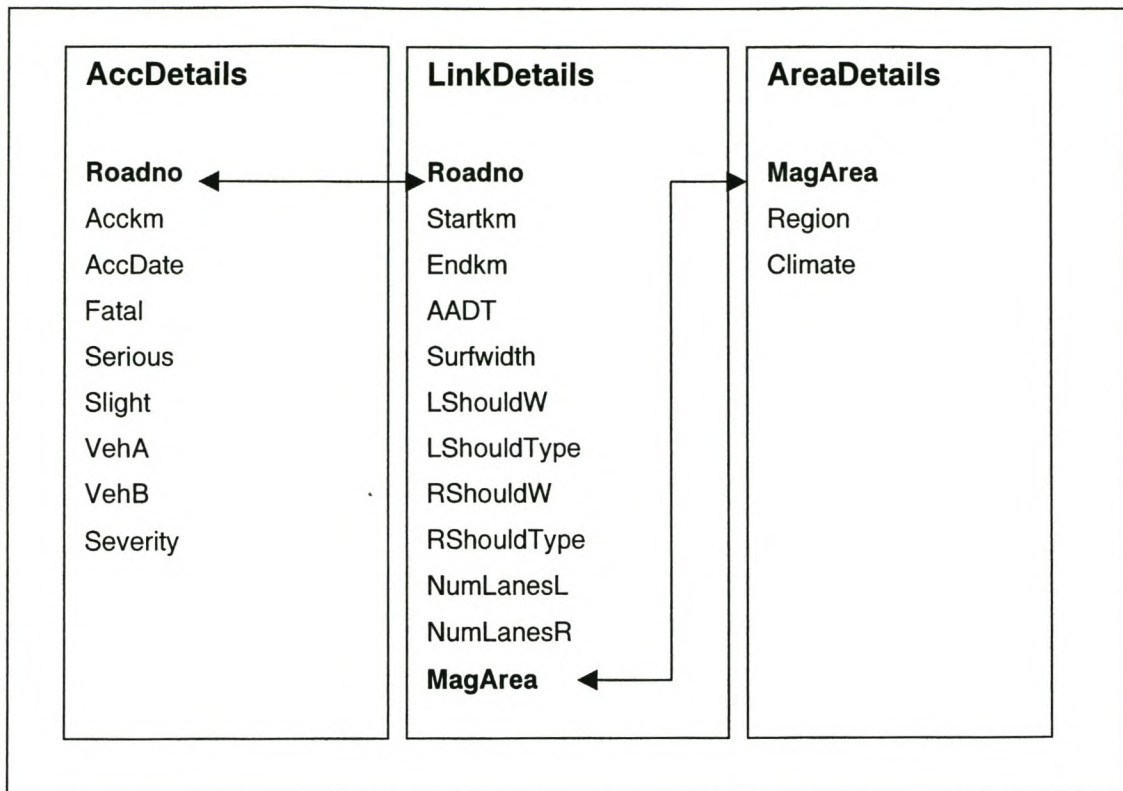 AccDetails
Roadno
Acckm
AccDate
Fatal
Serious
Slight
VehA
VehB
Severity
LinkDetails
Roadno
Startkm
Endkm
AADT
Surfwidth
LShouldW
LShouldType
RShouldW
RShouldType
NumLanesL
NumLanesR
MagArea
AreaDetails
MagArea
Region
Climate